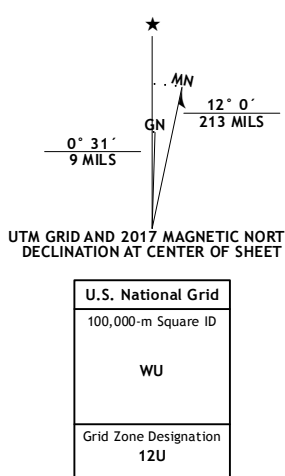 ★
MN
GN
12° 0´
213 MILS
0° 31´
9 MILS
UTM GRID AND 2017 MAGNETIC NORT
DECLINATION AT CENTER OF SHEET
U.S. National Grid
100,000-m Square ID
WU
Grid Zone Designation
12U